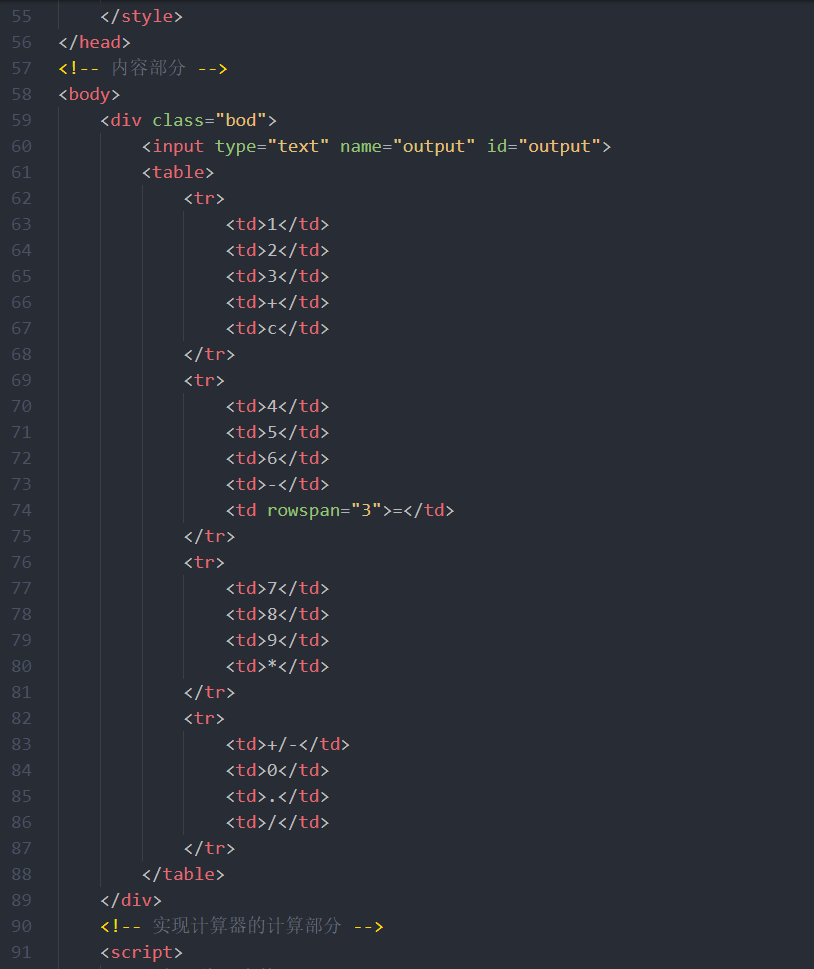 55 </style>
56 </head>
57 <!-- 内容部分 -->
58 <body>
59 <div class="bod">
60 <input type="text" name="output" id="output">
61 <table>
62 <tr>
63 <td>1</td>
64 <td>2</td>
65 <td>3</td>
66 <td>+</td>
67 <td>c</td>
68 </tr>
69 <tr>
70 <td>4</td>
71 <td>5</td>
72 <td>6</td>
73 <td>-</td>
74 <td rowspan="3">=</td>
75 </tr>
76 <tr>
77 <td>7</td>
78 <td>8</td>
79 <td>9</td>
80 <td>*</td>
81 </tr>
82 <tr>
83 <td>+/-</td>
84 <td>0</td>
85 <td>.</td>
86 <td>/</td>
87 </tr>
88 </table>
89 </div>
90 <!-- 实现计算器的计算部分 -->
91 <script>